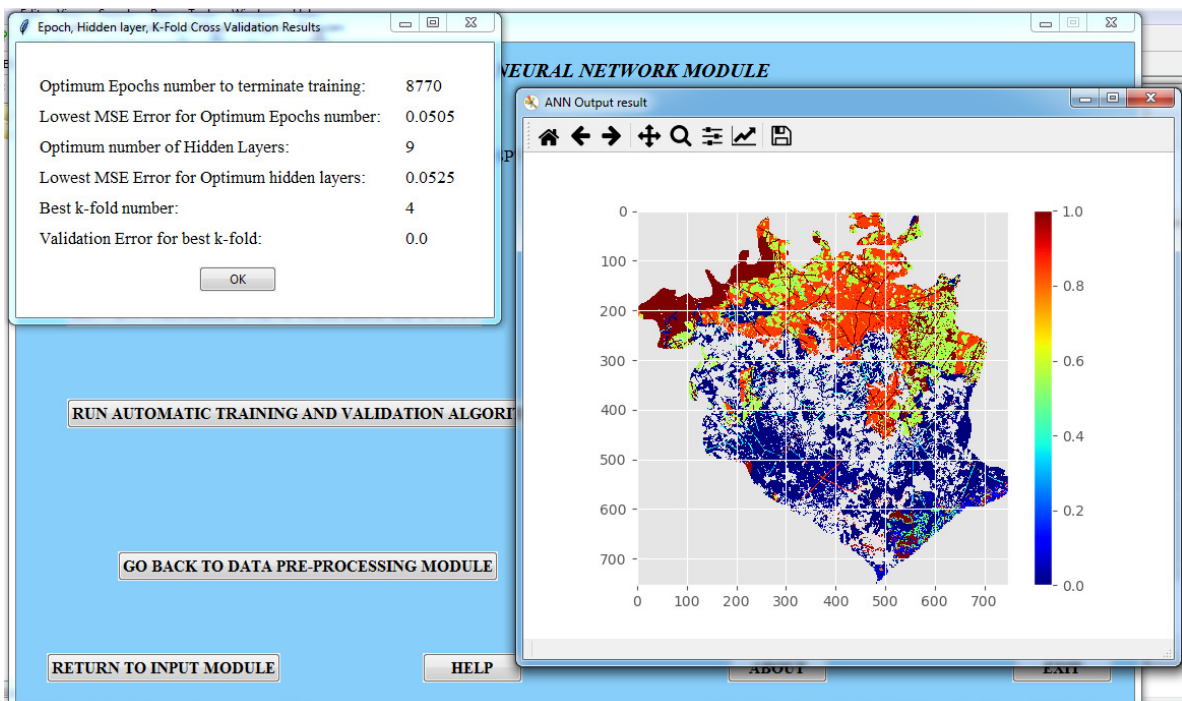 Epoch, Hidden layer, K-Fold Cross Validation Results
Optimum Epochs number to terminate training: 8770
Lowest MSE Error for Optimum Epochs number: 0.0505
Optimum number of Hidden Layers: 9
Lowest MSE Error for Optimum hidden layers: 0.0525
Best k-fold number: 4
Validation Error for best k-fold: 0.0
OK
NEURAL NETWORK MODULE
ANN Output result
0
100
200
300
400
500
600
700
0 100 200 300 400 500 600 700
1.0
0.8
0.6
0.4
0.2
0.0
RUN AUTOMATIC TRAINING AND VALIDATION ALGORI
GO BACK TO DATA PRE-PROCESSING MODULE
RETURN TO INPUT MODULE
HELP
ABOUT
EXIT